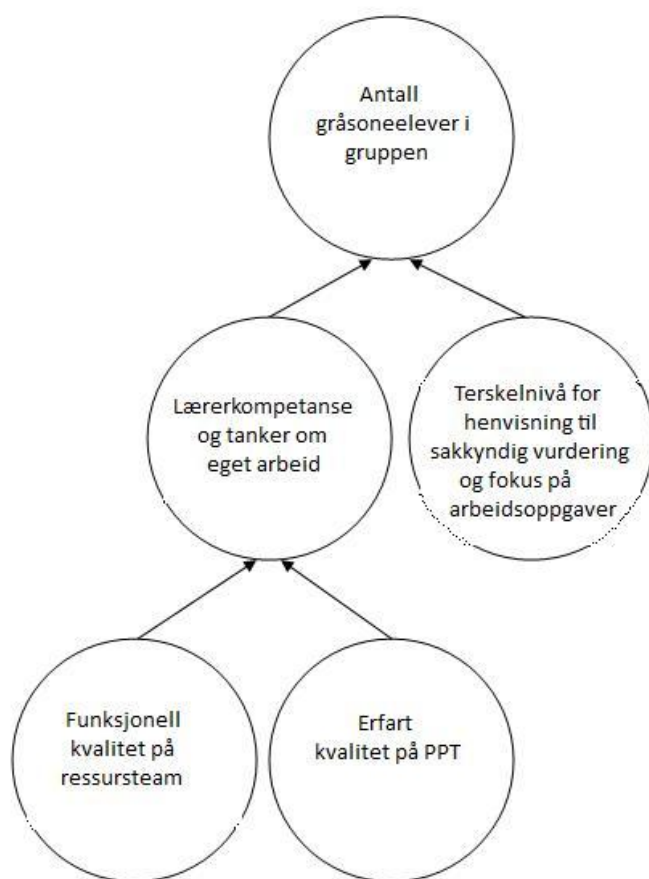 Antall
gråsoneelever i
gruppen
Lærerkompetanse
og tanker om
eget arbeid
Terskelnivå for
henvisning til
sakkyndig vurdering
og fokus på
arbeidsoppgaver
Funksjonell
kvalitet på
ressursteam
Erfart
kvalitet på PPT